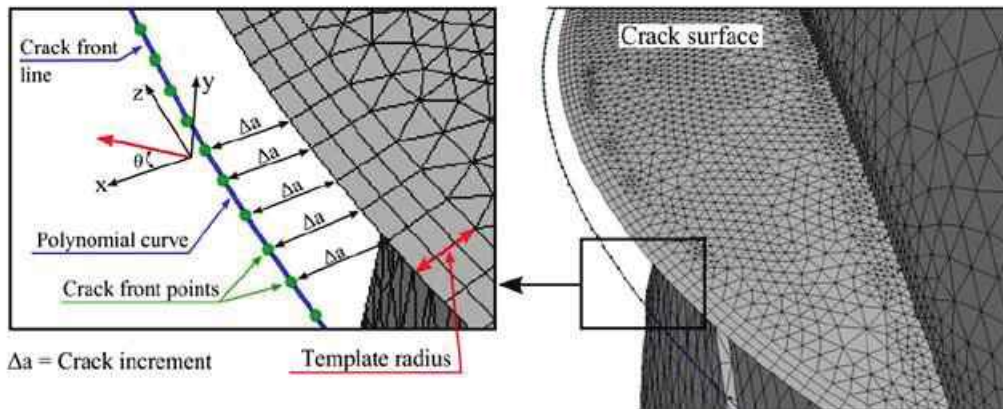 Crack front
line
z
y
θ
x
Δa
Δa
Δa
Δa
Δa
Polynomial curve
Crack front points
Δa = Crack increment
Template radius
Crack surface